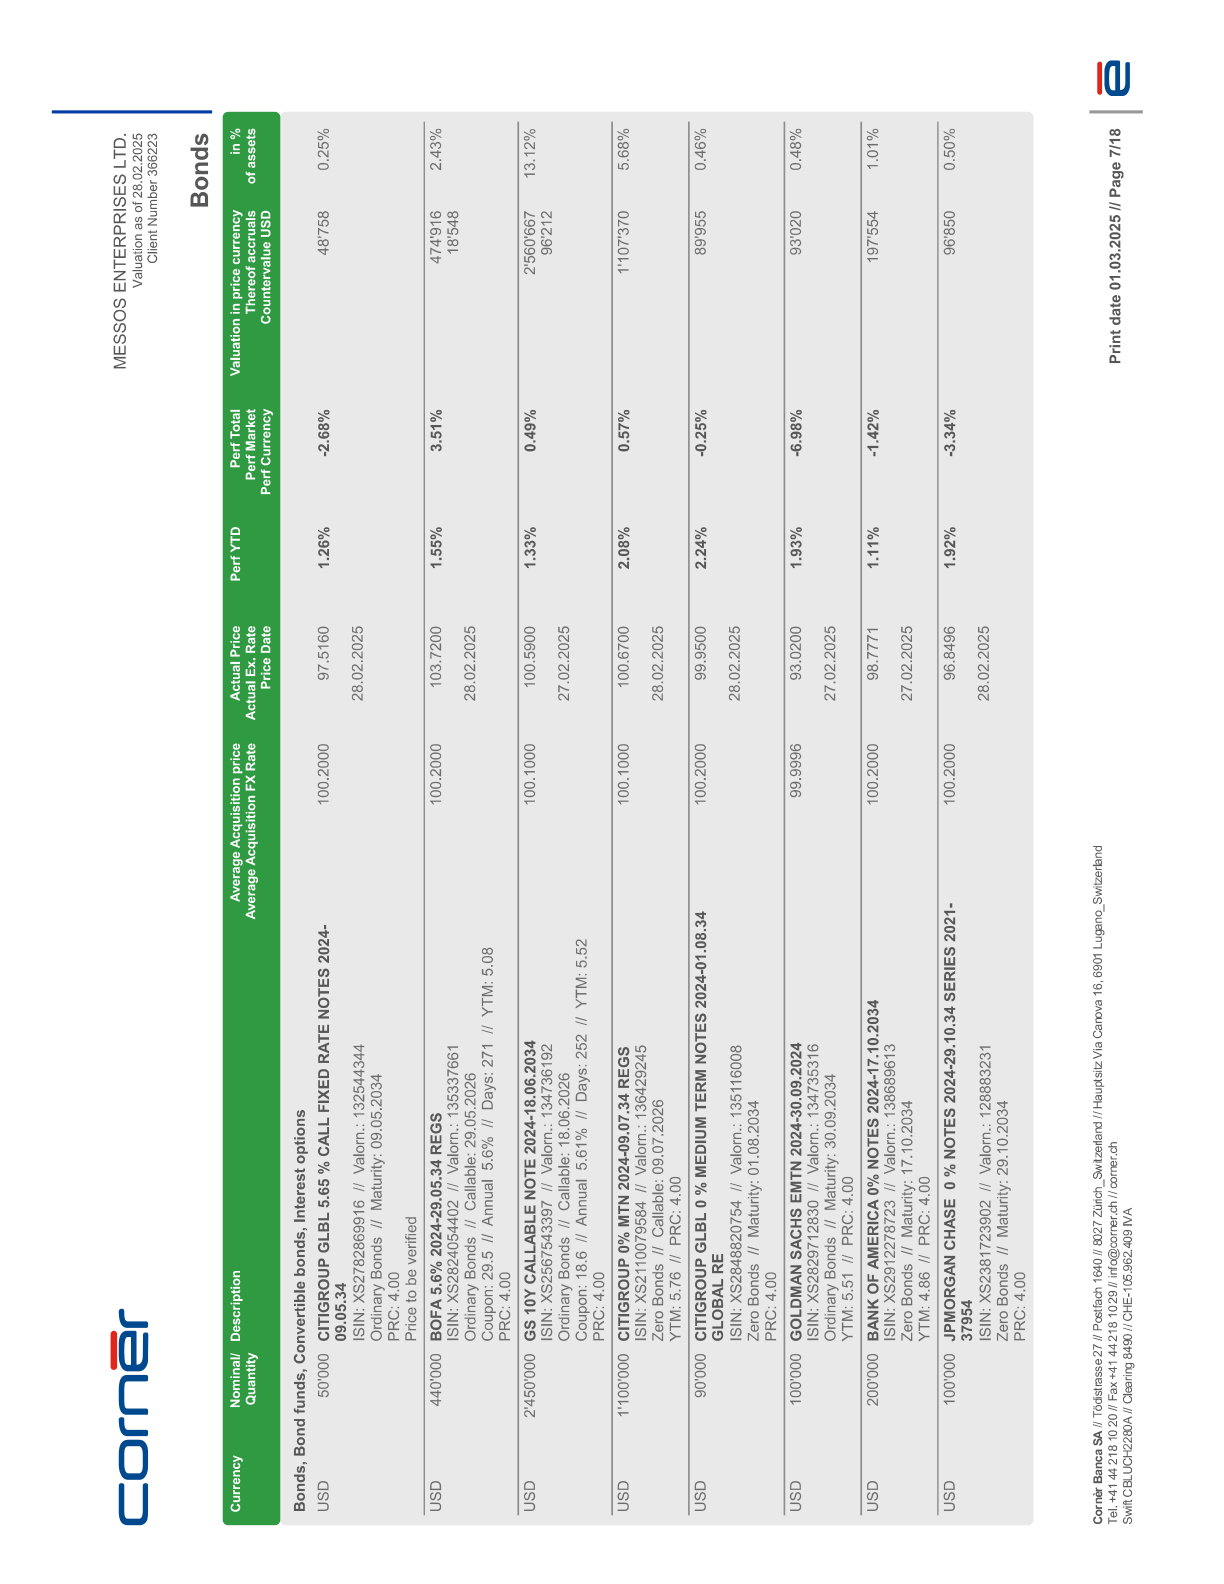 cornèr
MESSOS ENTERPRISES LTD.
Valuation as of 28.02.2025
Client Number 366223
Bonds
Currency Nominal/ Description Average Acquisition price Actual Price Perf YTD Perf Total Valuation in price currency in %
Quantity Average Acquisition FX Rate Actual Ex. Rate Perf Market Thereof accruals of assets
Price Date Perf Currency Countervalue USD
Bonds, Bond funds, Convertible bonds, Interest options
USD 50'000 CITIGROUP GLBL 5.65 % CALL FIXED RATE NOTES 2024- 100.2000 97.5160 1.26% -2.68% 48'758 0.25%
09.05.34
ISIN: XS2782869916 // Valorn.: 132544344 28.02.2025
Ordinary Bonds // Maturity: 09.05.2034
PRC: 4.00
Price to be verified
USD 440'000 BOFA 5.6% 2024-29.05.34 REGS 100.2000 103.7200 1.55% 3.51% 474'916 2.43%
ISIN: XS2824054402 // Valorn.: 135337661 18'548
Ordinary Bonds // Callable: 29.05.2026 28.02.2025
Coupon: 29.5 // Annual 5.6% // Days: 271 // YTM: 5.08
PRC: 4.00
USD 2'450'000 GS 10Y CALLABLE NOTE 2024-18.06.2034 100.1000 100.5900 1.33% 0.49% 2'560'667 13.12%
ISIN: XS2567543397 // Valorn.: 134736192 96'212
Ordinary Bonds // Callable: 18.06.2026 27.02.2025
Coupon: 18.6 // Annual 5.61% // Days: 252 // YTM: 5.52
PRC: 4.00
USD 1'100'000 CITIGROUP 0% MTN 2024-09.07.34 REGS 100.1000 100.6700 2.08% 0.57% 1'107'370 5.68%
ISIN: XS2110079584 // Valorn.: 136429245
Zero Bonds // Callable: 09.07.2026 28.02.2025
YTM: 5.76 // PRC: 4.00
USD 90'000 CITIGROUP GLBL 0 % MEDIUM TERM NOTES 2024-01.08.34 100.2000 99.9500 2.24% -0.25% 89'955 0.46%
GLOBAL RE
ISIN: XS2848820754 // Valorn.: 135116008 28.02.2025
Zero Bonds // Maturity: 01.08.2034
PRC: 4.00
USD 100'000 GOLDMAN SACHS EMTN 2024-30.09.2024 99.9996 93.0200 1.93% -6.98% 93'020 0.48%
ISIN: XS2829712830 // Valorn.: 134735316
Ordinary Bonds // Maturity: 30.09.2034 27.02.2025
YTM: 5.51 // PRC: 4.00
USD 200'000 BANK OF AMERICA 0% NOTES 2024-17.10.2034 100.2000 98.7771 1.11% -1.42% 197'554 1.01%
ISIN: XS2912278723 // Valorn.: 138689613
Zero Bonds // Maturity: 17.10.2034 27.02.2025
YTM: 4.86 // PRC: 4.00
USD 100'000 JPMORGAN CHASE 0 % NOTES 2024-29.10.34 SERIES 2021- 100.2000 96.8496 1.92% -3.34% 96'850 0.50%
37954
ISIN: XS2381723902 // Valorn.: 128883231 28.02.2025
Zero Bonds // Maturity: 29.10.2034
PRC: 4.00
Cornèr Banca SA // Tödistrasse 27 // Postfach 1640 // 8027 Zürich_Switzerland // Hauptsitz Via Canova 16, 6901 Lugano_Switzerland
Tel. +41 44 218 10 20 // Fax +41 44 218 10 29 // info@corner.ch // corner.ch
Swift CBLUCH2280A // Clearing 8490 // CHE-105.962.409 IVA
Print date 01.03.2025 // Page 7/18